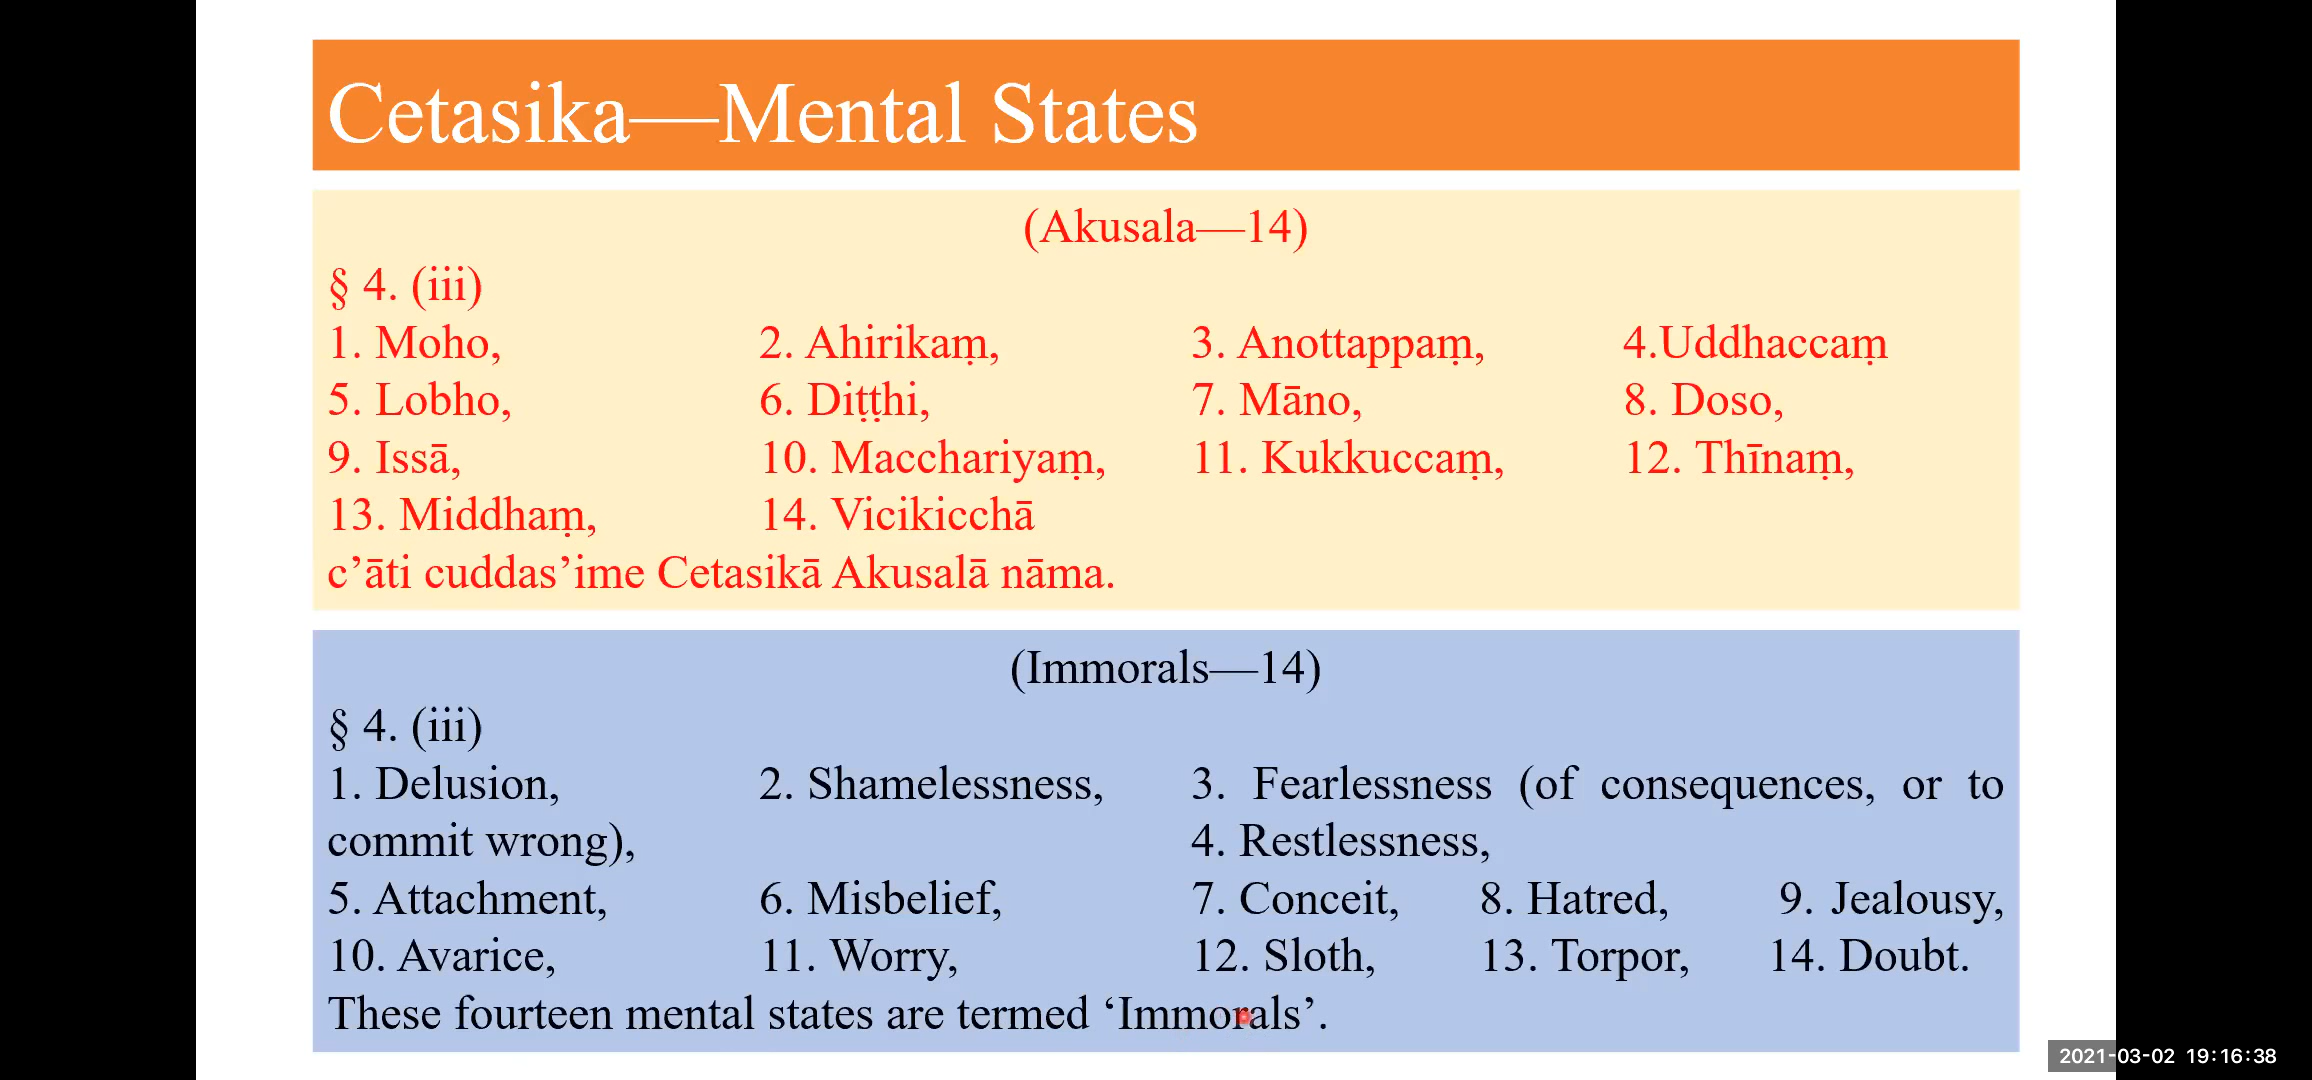 Cetasika—Mental States
(Akusala—14)
§ 4. (iii)
1. Moho, 2. Ahirikaṃ, 3. Anottappaṃ, 4.Uddhaccaṃ
5. Lobho, 6. Diṭṭhi, 7. Māno, 8. Doso,
9. Issā, 10. Macchariyaṃ, 11. Kukkuccaṃ, 12. Thīnaṃ,
13. Middhaṃ, 14. Vicikicchā
c’āti cuddas’ime Cetasikā Akusalā nāma.
(Immorals—14)
§ 4. (iii)
1. Delusion, 2. Shamelessness, 3. Fearlessness (of consequences, or to
commit wrong), 4. Restlessness,
5. Attachment, 6. Misbelief, 7. Conceit, 8. Hatred, 9. Jealousy,
10. Avarice, 11. Worry, 12. Sloth, 13. Torpor, 14. Doubt.
These fourteen mental states are termed ‘Immorals’.
2021-03-02 19:16:38